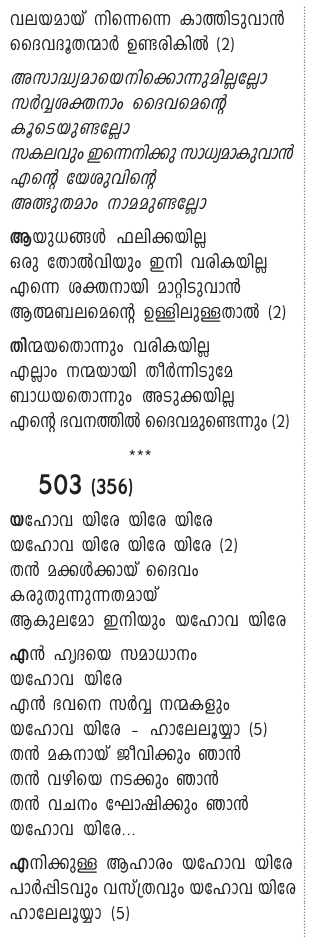 വലയമായ് നിന്നെന്നെ കാത്തിടുവാൻ
ദൈവദൂതന്മാർ ഉണ്ടരികിൽ (2)
അസാദ്ധ്യമായെനിക്കൊന്നുമില്ലല്ലോ
സർവ്വശക്തനാം ദൈവമെന്റെ
കൂടെയുണ്ടല്ലോ
സകലവും ഇന്നെനിക്കു സാധ്യമാകുവാൻ
എന്റെ യേശുവിന്റെ
അത്ഭുതമാം നാമമുണ്ടല്ലോ
ആയുധങ്ങൾ ഫലിക്കയില്ല
ഒരു തോൽവിയും ഇനി വരികയില്ല
എന്നെ ശക്തനായി മാറ്റിടുവാൻ
ആത്മബലമെന്റെ ഉള്ളിലുള്ളതാൽ (2)
തിന്മയതൊന്നും വരികയില്ല
എല്ലാം നന്മയായി തീർന്നിടുമേ
ബാധയതൊന്നും അടുക്കയില്ല
എന്റെ ഭവനത്തിൽ ദൈവമുണ്ടെന്നും (2)
***
503 (356)
യഹോവ യിരേ യിരേ യിരേ
യഹോവ യിരേ യിരേ യിരേ (2)
തൻ മക്കൾക്കായ് ദൈവം
കരുതുന്നുന്നതമായ്
ആകുലമോ ഇനിയും യഹോവ യിരേ
എൻ ഹൃദയെ സമാധാനം
യഹോവ യിരേ
എൻ ഭവനെ സർവ്വ നന്മകളും
യഹോവ യിരേ - ഹാലേലൂയ്യാ (5)
തൻ മകനായ് ജീവിക്കും ഞാൻ
തൻ വഴിയെ നടക്കും ഞാൻ
തൻ വചനം ഘോഷിക്കും ഞാൻ
യഹോവ യിരേ...
എനിക്കുള്ള ആഹാരം യഹോവ യിരേ
പാർപ്പിടവും വസ്ത്രവും യഹോവ യിരേ
ഹാലേലൂയ്യാ (5)